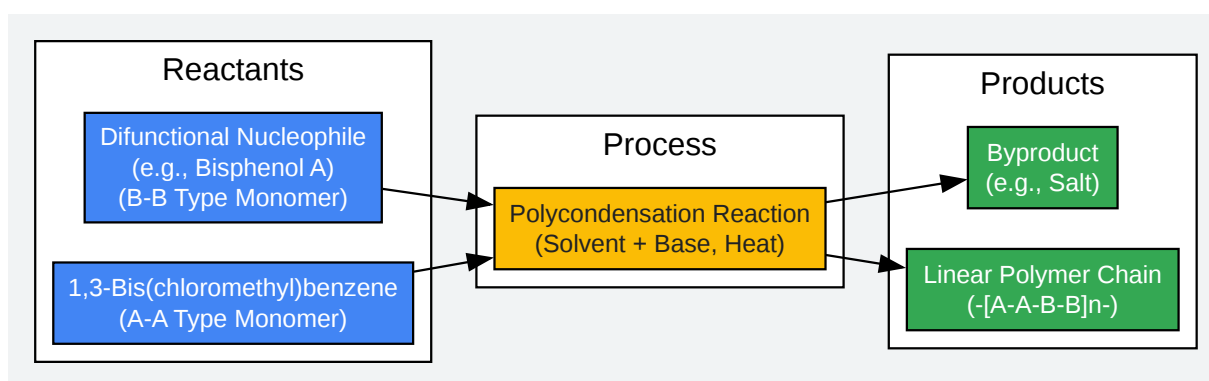 Reactants
Difunctional Nucleophile
(e.g., Bisphenol A)
(B-B Type Monomer)
1,3-Bis(chloromethyl)benzene
(A-A Type Monomer)
Process
Polycondensation Reaction
(Solvent + Base, Heat)
Products
Byproduct
(e.g., Salt)
Linear Polymer Chain
(-[A-A-B-B]n-)